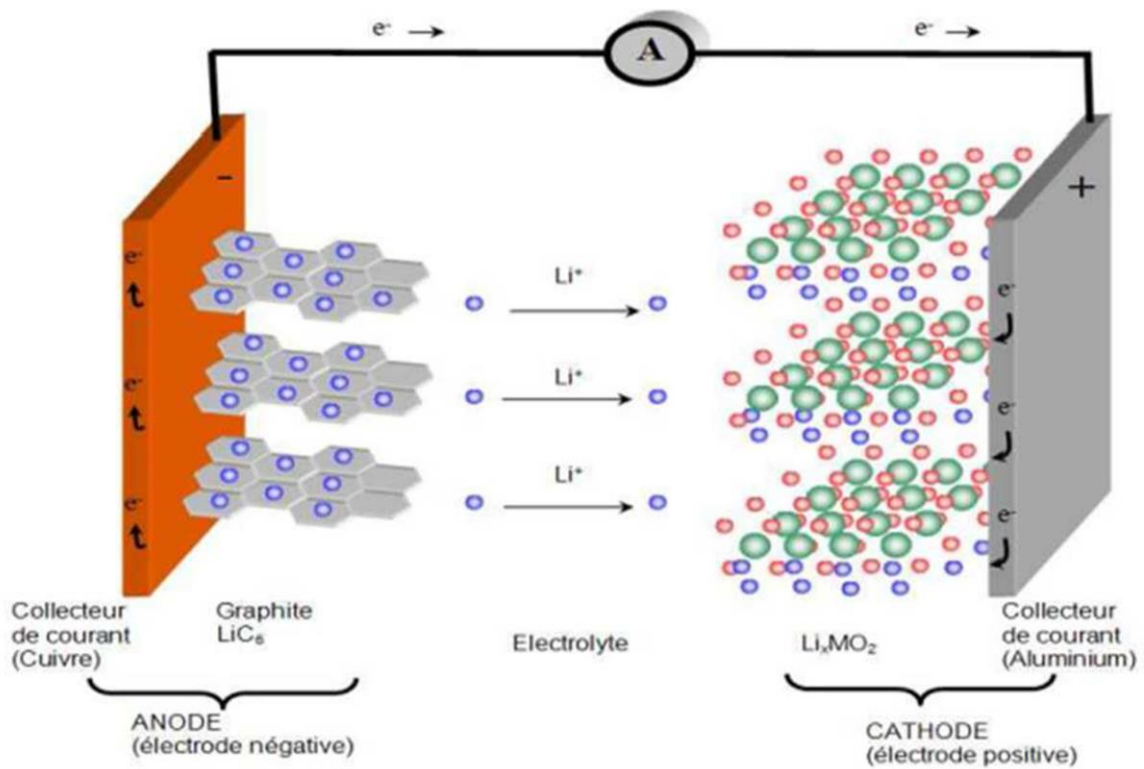 e⁻ → e⁻ →
A
−
+
e⁻
e⁻
e⁻
Li⁺
Li⁺
Li⁺
e⁻
e⁻
e⁻
Collecteur
de courant
(Cuivre)
Graphite
LiC₆
Electrolyte
LiₓMO₂
Collecteur
de courant
(Aluminium)
ANODE
(électrode négative)
CATHODE
(électrode positive)